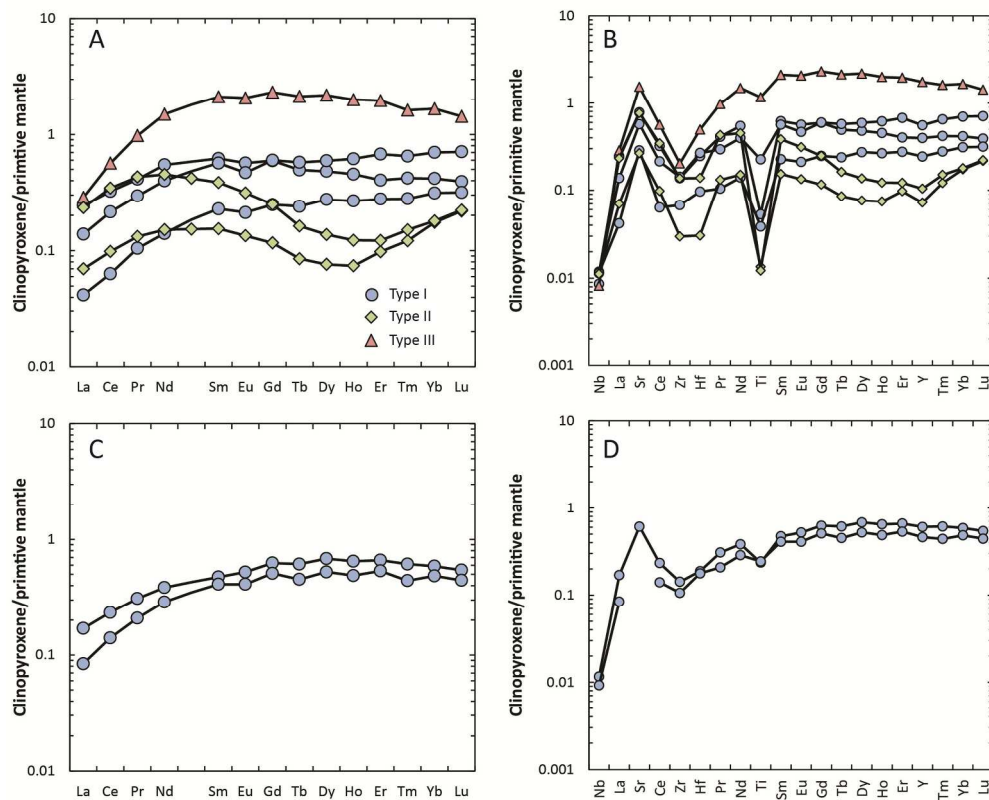 A
Clinopyroxene/primitive mantle
10
1
0.1
0.01
La Ce Pr Nd Sm Eu Gd Tb Dy Ho Er Tm Yb Lu
Type I
Type II
Type III
B
Clinopyroxene/primitive mantle
10
1
0.1
0.01
0.001
Nb La Sr Ce Zr Hf Pr Nd Ti Sm Eu Gd Tb Dy Ho Er Y Tm Yb Lu
C
Clinopyroxene/primitive mantle
10
1
0.1
0.01
La Ce Pr Nd Sm Eu Gd Tb Dy Ho Er Tm Yb Lu
D
Clinopyroxene/primitive mantle
10
1
0.1
0.01
0.001
Nb La Sr Ce Zr Hf Pr Nd Ti Sm Eu Gd Tb Dy Ho Er Y Tm Yb Lu